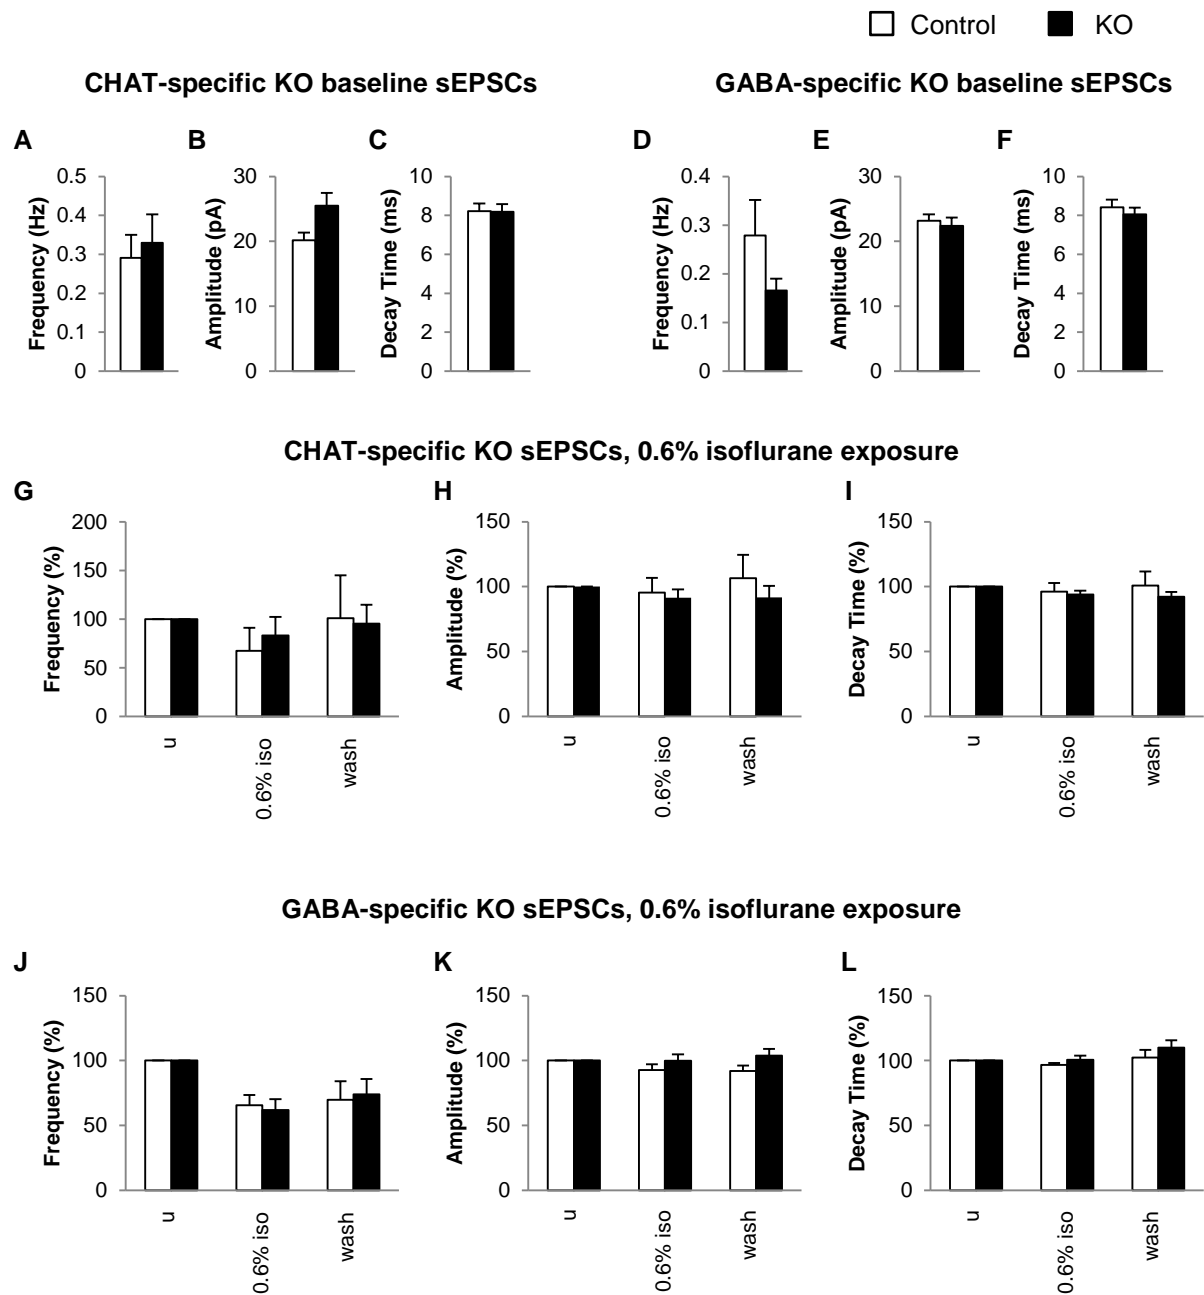 Control KO
CHAT-specific KO baseline sEPSCs
GABA-specific KO baseline sEPSCs
A
Frequency (Hz)
0.5
0.4
0.3
0.2
0.1
0
B
Amplitude (pA)
30
20
10
0
C
Decay Time (ms)
10
8
6
4
2
0
D
Frequency (Hz)
0.4
0.3
0.2
0.1
0
E
Amplitude (pA)
30
20
10
0
F
Decay Time (ms)
10
8
6
4
2
0
CHAT-specific KO sEPSCs, 0.6% isoflurane exposure
G
Frequency (%)
200
150
100
50
0
u
0.6% iso
wash
H
Amplitude (%)
150
100
50
0
u
0.6% iso
wash
I
Decay Time (%)
150
100
50
0
u
0.6% iso
wash
GABA-specific KO sEPSCs, 0.6% isoflurane exposure
J
Frequency (%)
150
100
50
0
u
0.6% iso
wash
K
Amplitude (%)
150
100
50
0
u
0.6% iso
wash
L
Decay Time (%)
150
100
50
0
u
0.6% iso
wash